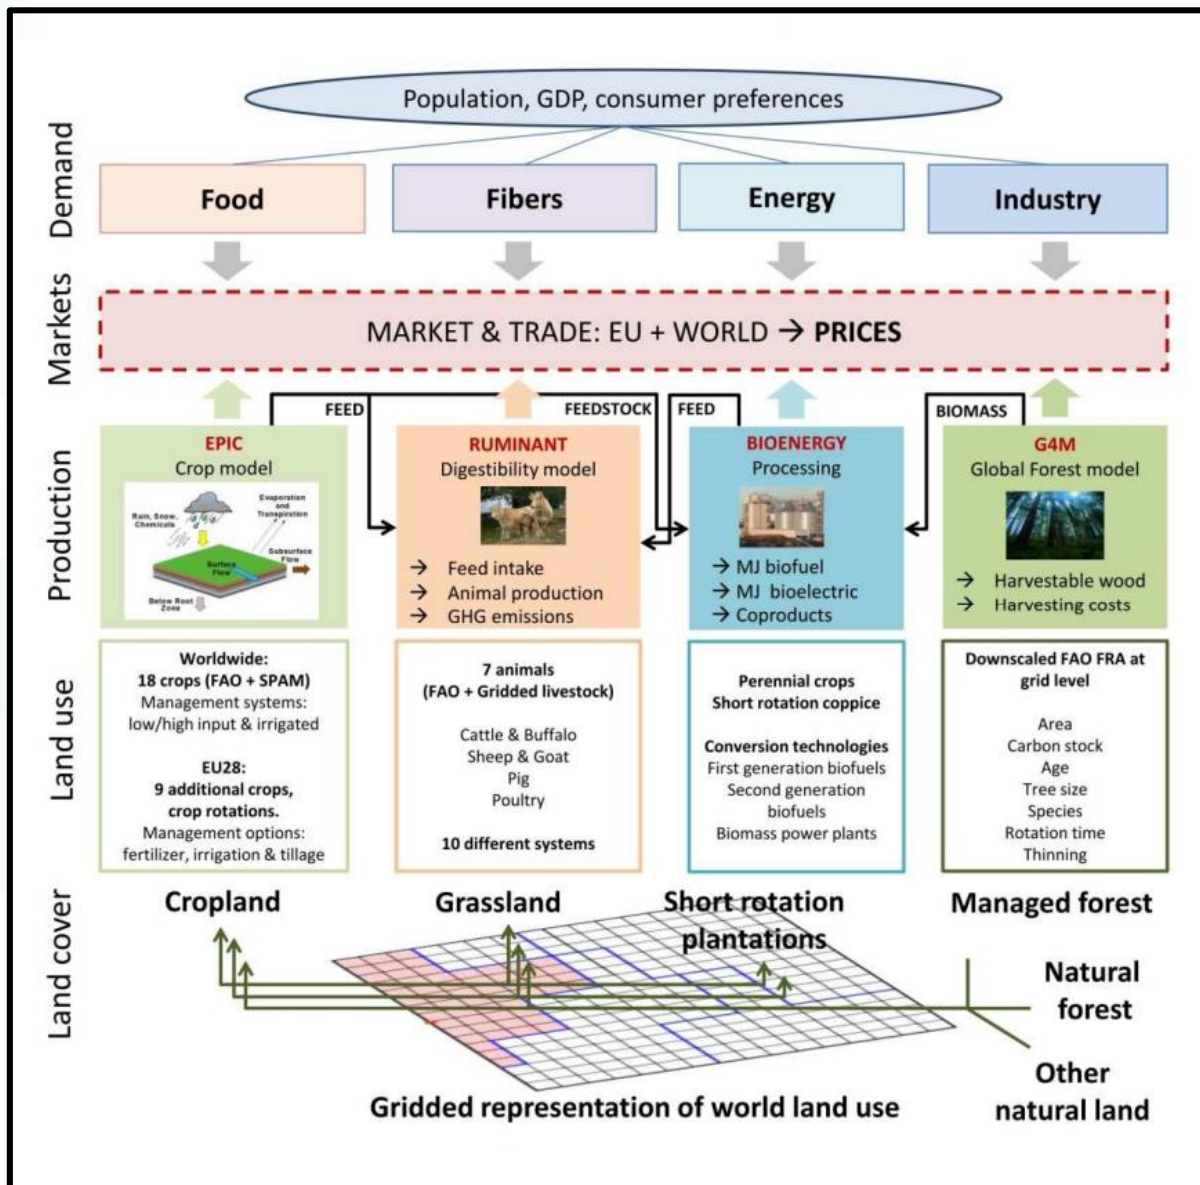 Population, GDP, consumer preferences
Demand
Food
Fibers
Energy
Industry
Markets
MARKET & TRADE: EU + WORLD → PRICES
FEED
FEEDSTOCK
FEED
BIOMASS
Production
EPIC
Crop model
Rain, Snow,
Chemicals
Evaporation
and
Transpiration
Subsurface
Flow
Surface
Flow
Below Root
Zone
RUMINANT
Digestibility model
→ Feed intake
→ Animal production
→ GHG emissions
BIOENERGY
Processing
→ MJ biofuel
→ MJ bioelectric
→ Coproducts
G4M
Global Forest model
→ Harvestable wood
→ Harvesting costs
Land use
Worldwide:
18 crops (FAO + SPAM)
Management systems:
low/high input & irrigated
EU28:
9 additional crops,
crop rotations.
Management options:
fertilizer, irrigation & tillage
7 animals
(FAO + Gridded livestock)
Cattle & Buffalo
Sheep & Goat
Pig
Poultry
10 different systems
Perennial crops
Short rotation coppice
Conversion technologies
First generation biofuels
Second generation
biofuels
Biomass power plants
Downscaled FAO FRA at
grid level
Area
Carbon stock
Age
Tree size
Species
Rotation time
Thinning
Land cover
Cropland
Grassland
Short rotation
plantations
Managed forest
Natural
forest
Other
natural land
Gridded representation of world land use